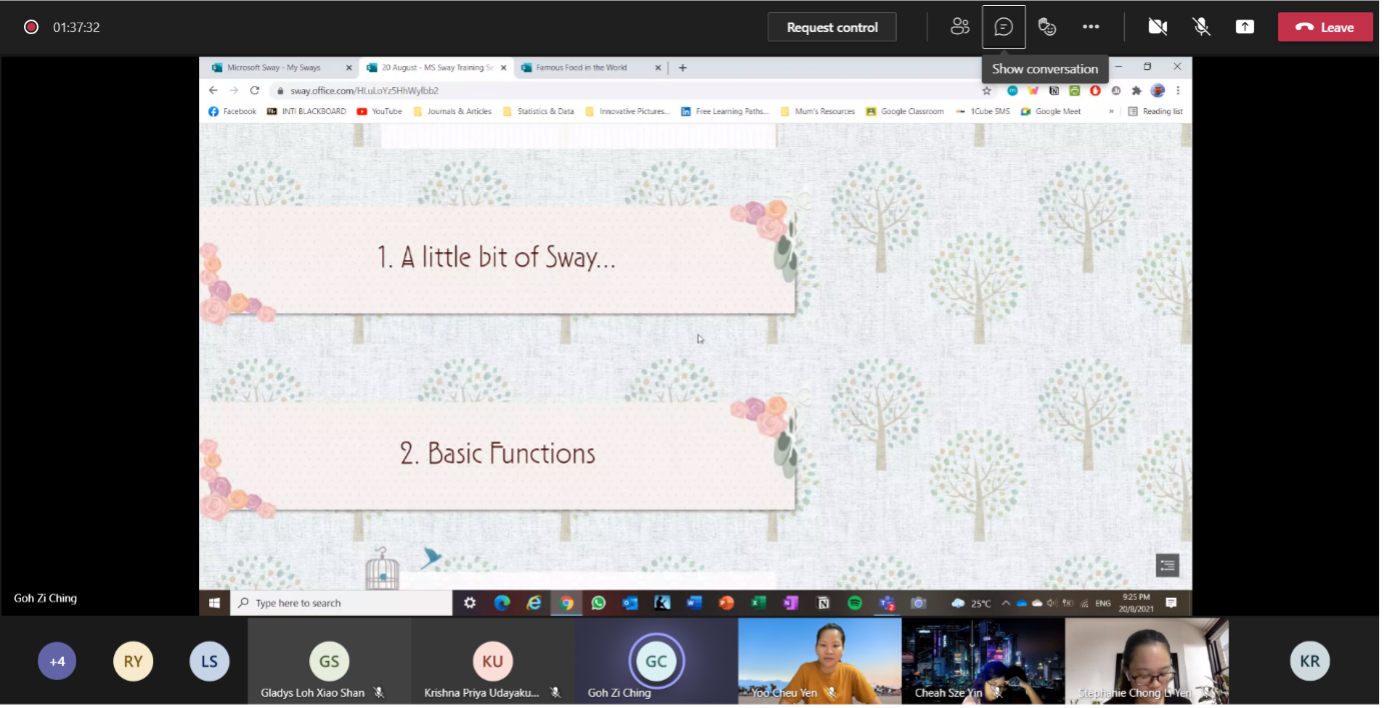 01:37:32
Request control
Leave
Show conversation
Microsoft Sway - My Sways
20 August - MS Sway Training Se
Famous Food in the World
sway.office.com/HLuLoYz5HhWylbb2
Facebook
INTI BLACKBOARD
YouTube
Journals & Articles
Statistics & Data
Innovative Pictures...
Free Learning Paths...
Mum's Resources
Google Classroom
1Cube SMS
Google Meet
»
Reading list
1. A little bit of Sway...
2. Basic Functions
Goh Zi Ching
Type here to search
25°C
ENG
9:25 PM
20/8/2021
+4
RY
LS
GS
Gladys Loh Xiao Shan
KU
Krishna Priya Udayaku...
GC
Goh Zi Ching
Yoo Cheu Yen
Cheah Sze Yin
Stephanie Chong Li Yen
KR